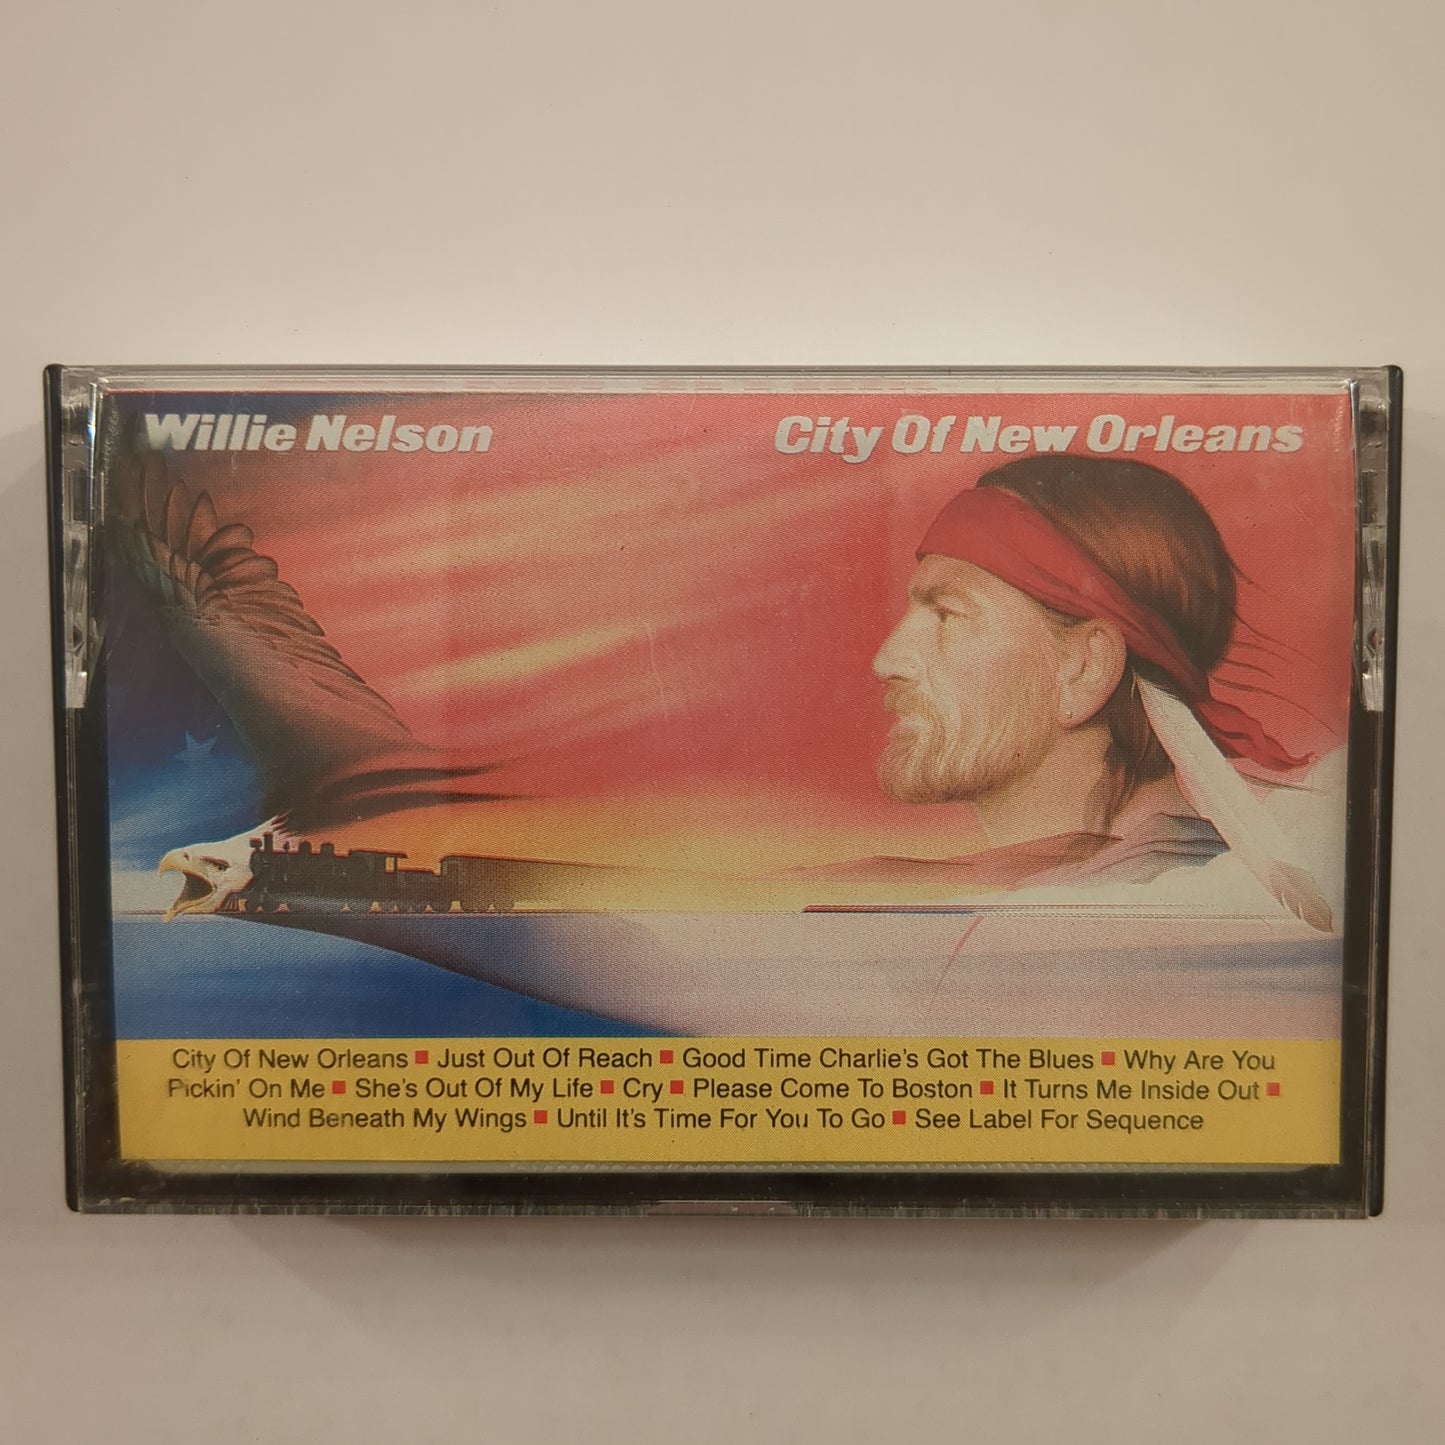 Willie Nelson
City Of New Orleans
City Of New Orleans ■ Just Out Of Reach ■ Good Time Charlie's Got The Blues ■ Why Are You
Pickin' On Me ■ She's Out Of My Life ■ Cry ■ Please Come To Boston ■ It Turns Me Inside Out ■
Wind Beneath My Wings ■ Until It's Time For You To Go ■ See Label For Sequence